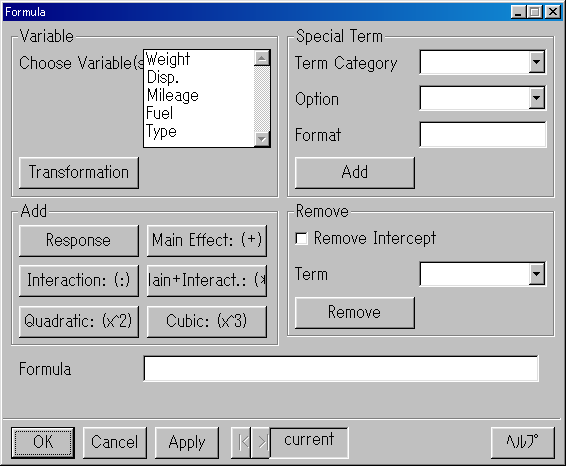 Formula
Variable
Choose Variable(s
Weight
Disp.
Mileage
Fuel
Type
Transformation
Special Term
Term Category
Option
Format
Add
Add
Response
Main Effect: (+)
Interaction: (:)
lain+Interact.: (*
Quadratic: (x^2)
Cubic: (x^3)
Remove
Remove Intercept
Term
Remove
Formula
OK
Cancel
Apply
current
ﾍﾙﾌﾟ